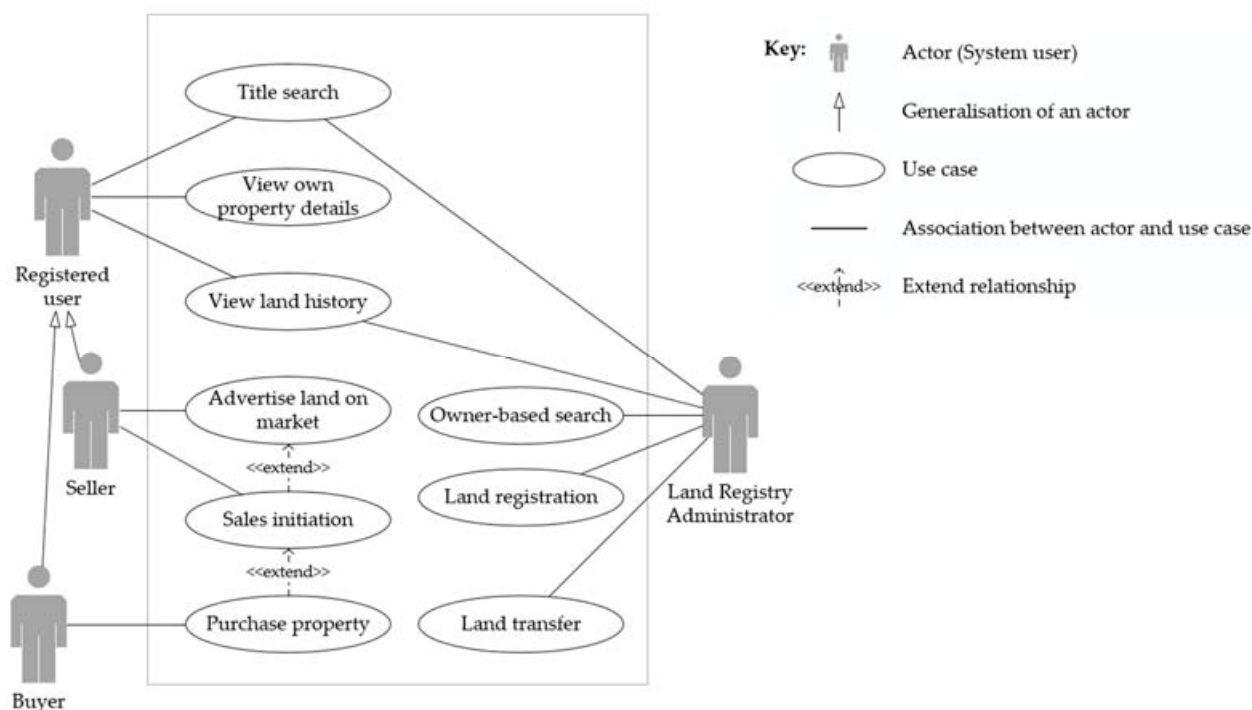 Title search
View own
property details
Registered
user
View land history
Advertise land on
market
<<extend>>
Seller
Sales initiation
<<extend>>
Purchase property
Buyer
Owner-based search
Land registration
Land transfer
Land Registry
Administrator
Key:
Actor (System user)
Generalisation of an actor
Use case
Association between actor and use case
<<extend>>
Extend relationship